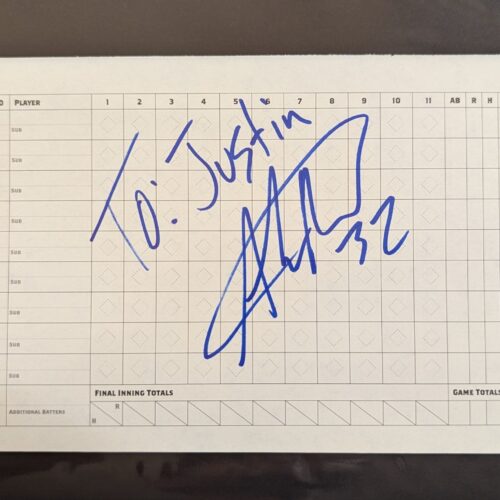 0 PLAYER 1 2 3 4 5 6 7 8 9 10 11 AB R H
SUB
SUB
SUB
SUB
SUB
SUB
SUB
SUB
SUB
To: Justin
32
FINAL INNING TOTALS GAME TOTALS
ADDITIONAL BATTERS R
H